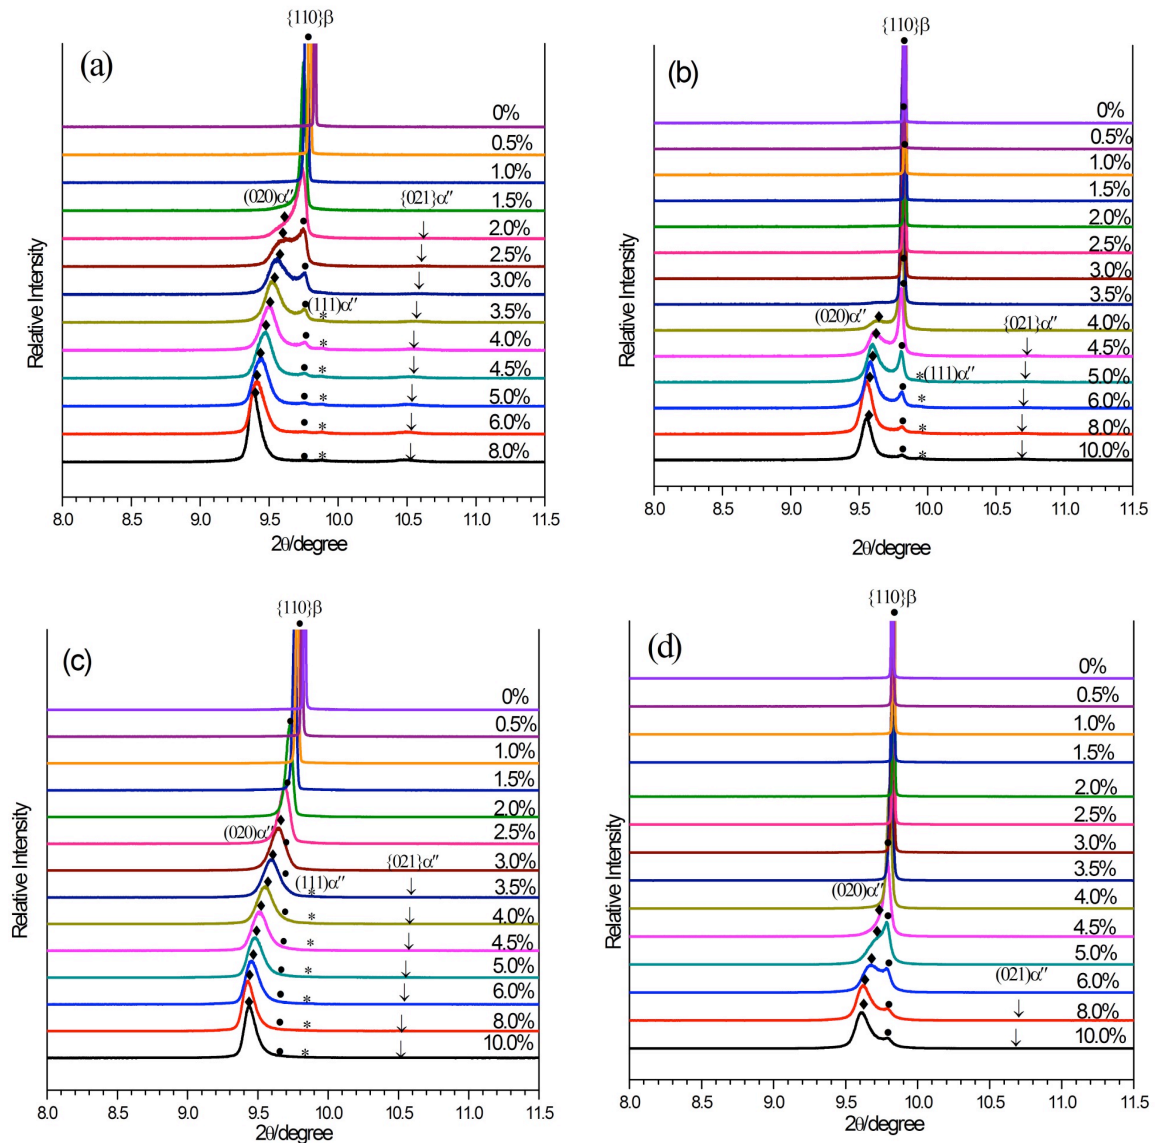 {110}β
(a)
0%
0.5%
1.0%
(020)α″ {021}α″ 1.5%
2.0%
2.5%
3.0%
(111)α″ 3.5%
* 4.0%
* 4.5%
* 5.0%
* 6.0%
* 8.0%
Relative Intensity
8.0 8.5 9.0 9.5 10.0 10.5 11.0 11.5
2θ/degree
{110}β
(b)
0%
0.5%
1.0%
1.5%
2.0%
2.5%
3.0%
3.5%
(020)α″ {021}α″ 4.0%
4.5%
*(111)α″ 5.0%
* 6.0%
* 8.0%
* 10.0%
Relative Intensity
8.0 8.5 9.0 9.5 10.0 10.5 11.0 11.5
2θ/degree
{110}β
(c)
0%
0.5%
1.0%
1.5%
2.0%
(020)α″ 2.5%
{021}α″ 3.0%
(111)α″ * 3.5%
* 4.0%
* 4.5%
* 5.0%
* 6.0%
* 8.0%
* 10.0%
Relative Intensity
8.0 8.5 9.0 9.5 10.0 10.5 11.0 11.5
2θ/degree
{110}β
(d)
0%
0.5%
1.0%
1.5%
2.0%
2.5%
3.0%
3.5%
(020)α″ 4.0%
4.5%
5.0%
(021)α″ 6.0%
8.0%
10.0%
Relative Intensity
8.0 8.5 9.0 9.5 10.0 10.5 11.0 11.5
2θ/degree